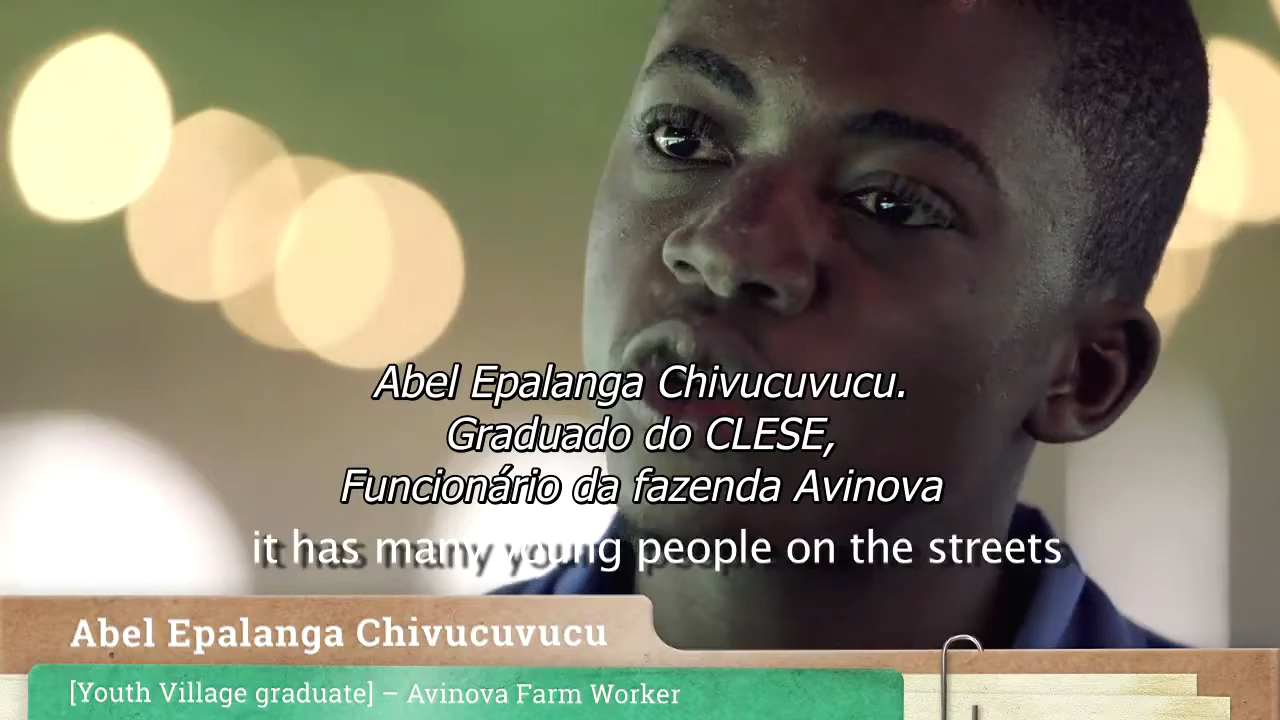 Abel Epalanga Chivucuvucu.
Graduado do CLESE,
Funcionário da fazenda Avinova
it has many young people on the streets
Abel Epalanga Chivucuvucu
[Youth Village graduate] – Avinova Farm Worker